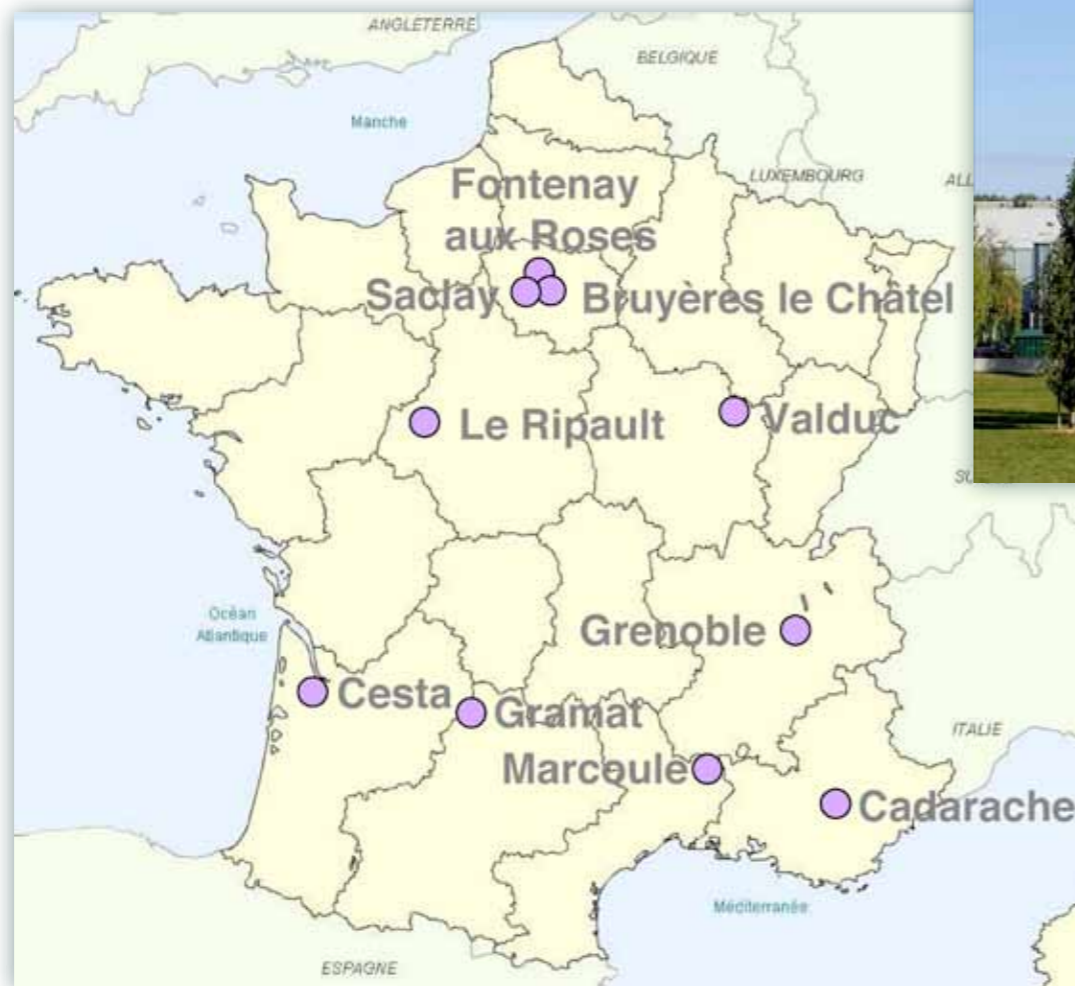 ANGLETERRE
BELGIQUE
Manche
LUXEMBOURG
Fontenay
aux Roses
Saclay
Bruyères le Châtel
Le Ripault
Valduc
Océan
Atlantique
Grenoble
Cesta
Gramat
ITALIE
Marcoule
Cadarache
Méditerranée
ESPAGNE